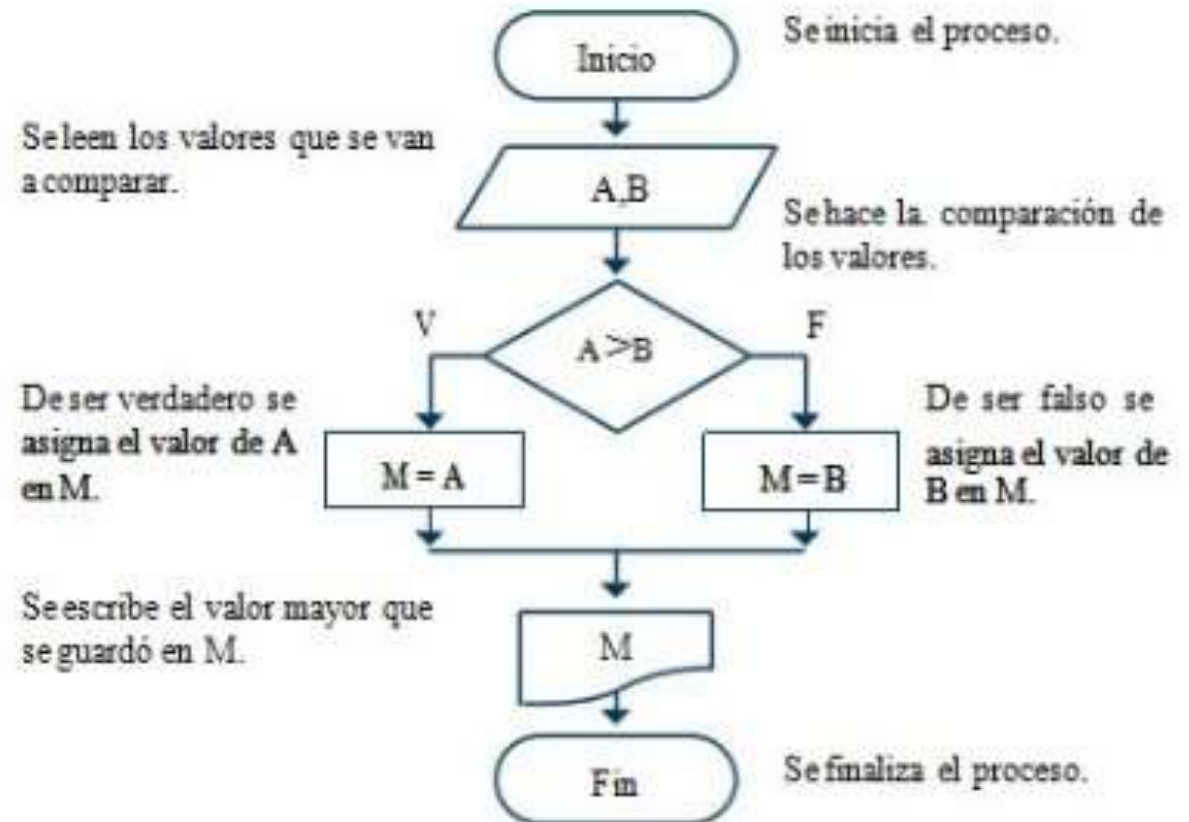 Inicio
Se inicia el proceso.
Se leen los valores que se van
a comparar.
A,B
Se hace la. comparación de
los valores.
V
A >B
F
De ser verdadero se
asigna el valor de A
en M.
M = A
M = B
De ser falso se
asigna el valor de
B en M.
Se escribe el valor mayor que
se guardó en M.
M
Fin
Se finaliza el proceso.